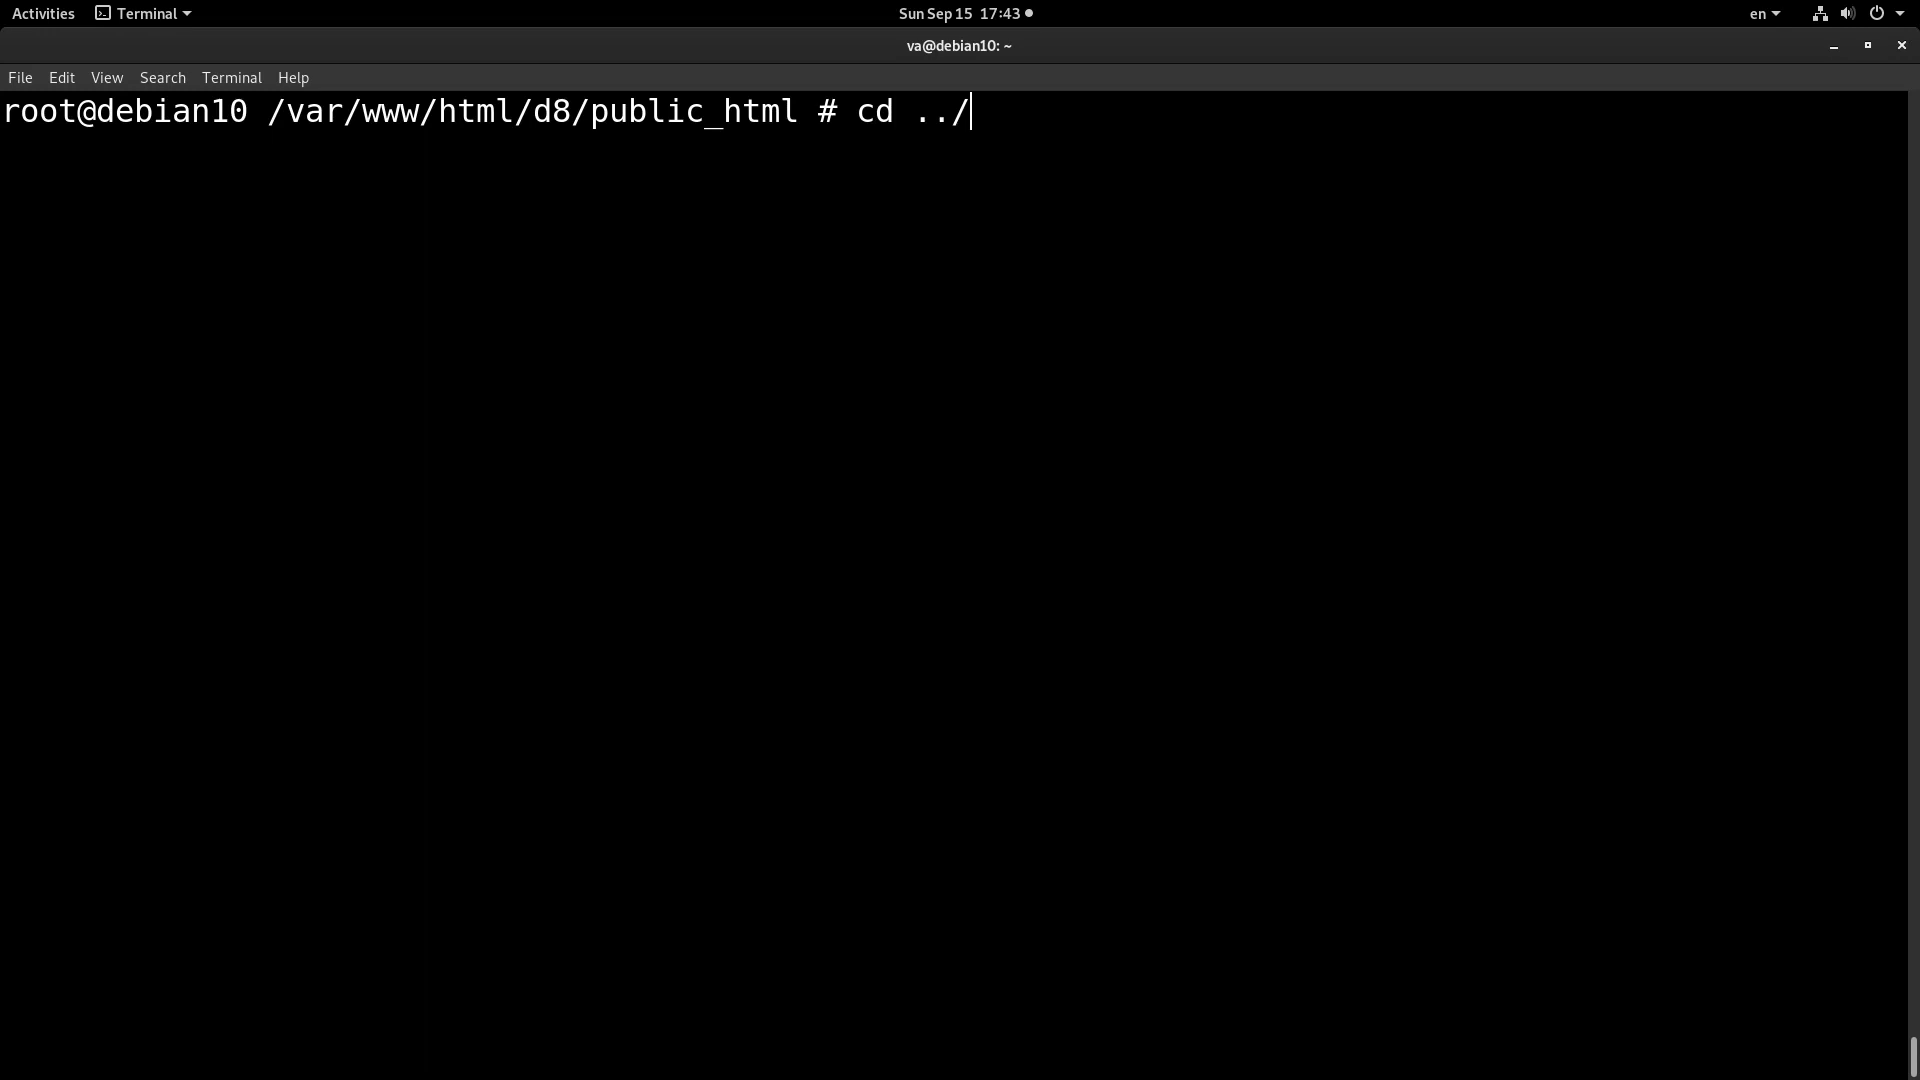 Activities Terminal Sun Sep 15 17:43 en
va@debian10: ~
File Edit View Search Terminal Help
root@debian10 /var/www/html/d8/public_html # cd ../